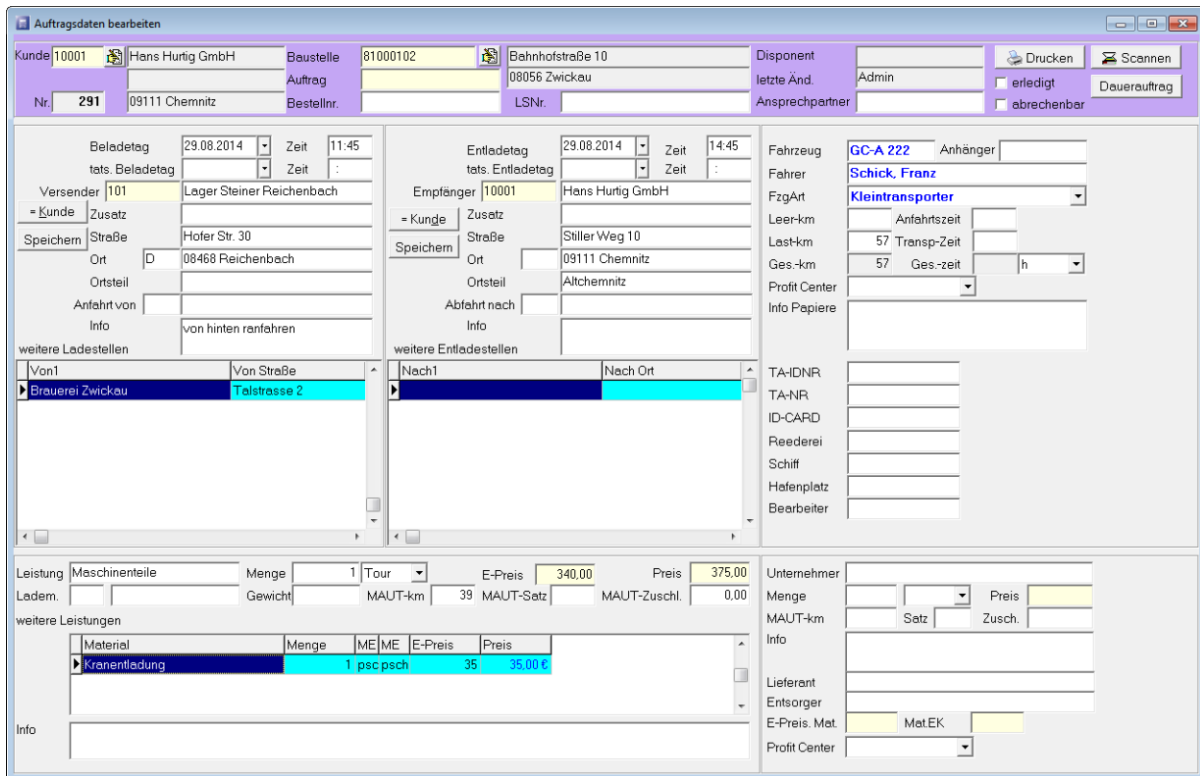 Auftragsdaten bearbeiten
Kunde 10001 Hans Hurtig GmbH Baustelle 81000102 Bahnhofstraße 10 Disponent Drucken Scannen
Auftrag 08056 Zwickau letzte Änd. Admin erledigt Dauerauftrag
Nr. 291 09111 Chemnitz Bestellnr. LSNr. Ansprechpartner abrechenbar
Beladetag 29.08.2014 Zeit 11:45
tats. Beladetag Zeit :
Versender 101 Lager Steiner Reichenbach
= Kunde Zusatz
Speichern Straße Hofer Str. 30
Ort D 08468 Reichenbach
Ortsteil
Anfahrt von
Info von hinten ranfahren
weitere Ladestellen
Von1 Von Straße
Brauerei Zwickau Talstrasse 2
Entladetag 29.08.2014 Zeit 14:45
tats. Entladetag Zeit :
Empfänger 10001 Hans Hurtig GmbH
= Kunde Zusatz
Speichern Straße Stiller Weg 10
Ort 09111 Chemnitz
Ortsteil Altchemnitz
Abfahrt nach
Info
weitere Entladestellen
Nach1 Nach Ort
Fahrzeug GC-A 222 Anhänger
Fahrer Schick, Franz
FzgArt Kleintransporter
Leer-km Anfahrtszeit
Last-km 57 Transp-Zeit
Ges.-km 57 Ges.-zeit h
Profit Center
Info Papiere
TA-IDNR
TA-NR
ID-CARD
Reederei
Schiff
Hafenplatz
Bearbeiter
Leistung Maschinenteile Menge 1 Tour E-Preis 340,00 Preis 375,00
Ladem. Gewicht MAUT-km 39 MAUT-Satz MAUT-Zuschl. 0,00
weitere Leistungen
Material Menge ME ME E-Preis Preis
Kranentladung 1 psc psch 35 35,00 €
Info
Unternehmer
Menge Preis
MAUT-km Satz Zusch.
Info
Lieferant
Entsorger
E-Preis. Mat. Mat.EK
Profit Center